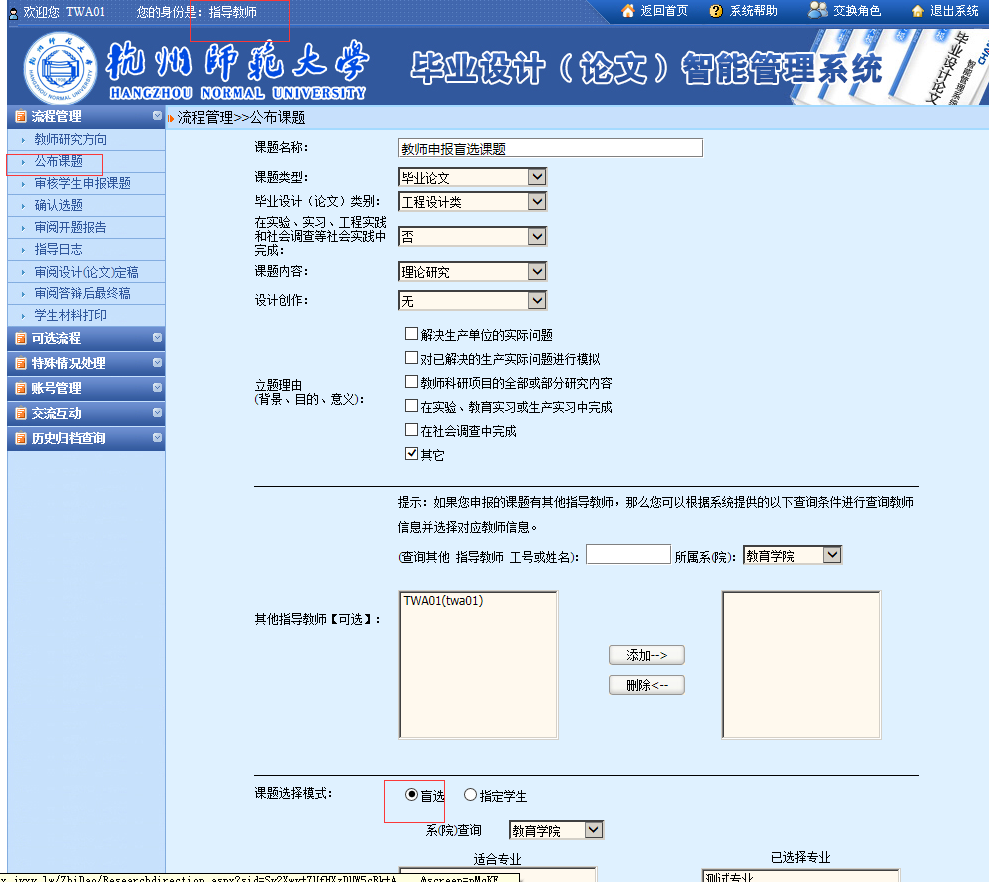 欢迎您 TWA01 您的身份是：指导教师 返回首页 系统帮助 交换角色 退出系统
杭州师范大学
HANGZHOU NORMAL UNIVERSITY
毕业设计（论文）智能管理系统
流程管理
教师研究方向
公布课题
审核学生申报课题
确认选题
审阅开题报告
指导日志
审阅设计(论文)定稿
审阅答辩后最终稿
学生材料打印
可选流程
特殊情况处理
账号管理
交流互动
历史归档查询
流程管理>>公布课题
课题名称： 教师申报盲选课题
课题类型： 毕业论文
毕业设计（论文）类别： 工程设计类
在实验、实习、工程实践
和社会调查等社会实践中
完成： 否
课题内容： 理论研究
设计创作： 无
立题理由
(背景、目的、意义)：
解决生产单位的实际问题
对已解决的生产实际问题进行模拟
教师科研项目的全部或部分研究内容
在实验、教育实习或生产实习中完成
在社会调查中完成
其它
提示：如果您申报的课题有其他指导教师，那么您可以根据系统提供的以下查询条件进行查询教师
信息并选择对应教师信息。
(查询其他 指导教师 工号或姓名)： 所属系(院)： 教育学院
其他指导教师【可选】：
TWA01(twa01)
添加-->
删除<--
课题选择模式： 盲选 指定学生
系(院)查询 教育学院
适合专业 已选择专业
测试专业